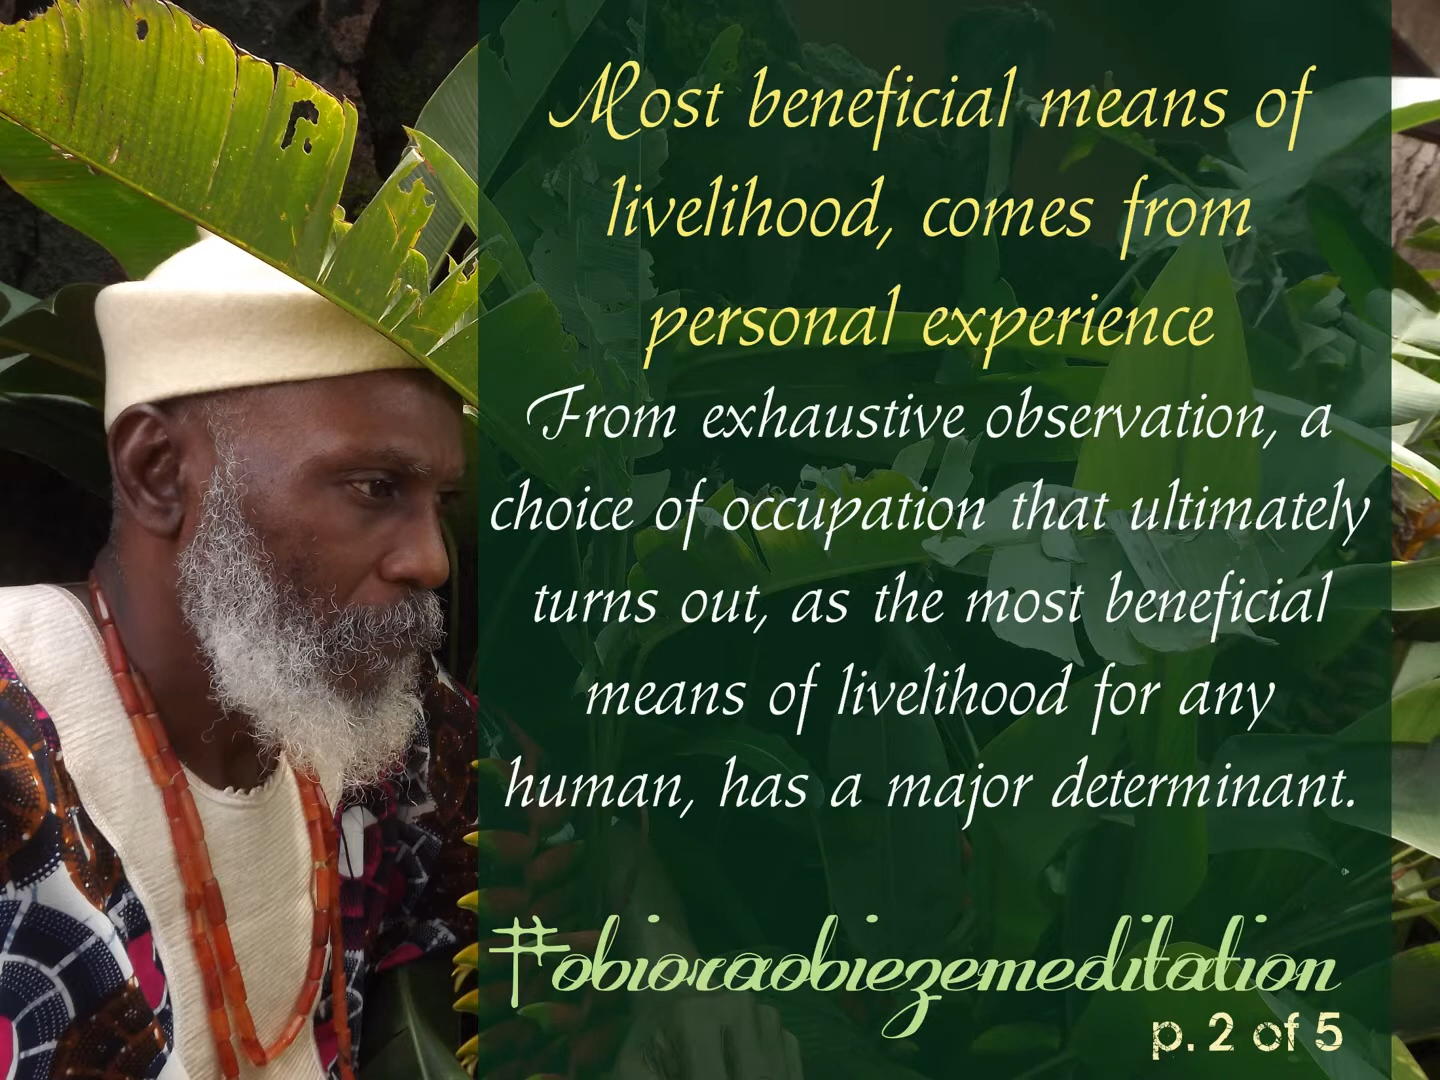 Most beneficial means of
livelihood, comes from
personal experience
From exhaustive observation, a
choice of occupation that ultimately
turns out, as the most beneficial
means of livelihood for any
human, has a major determinant.
#obioraobiezemeditation
p. 2 of 5